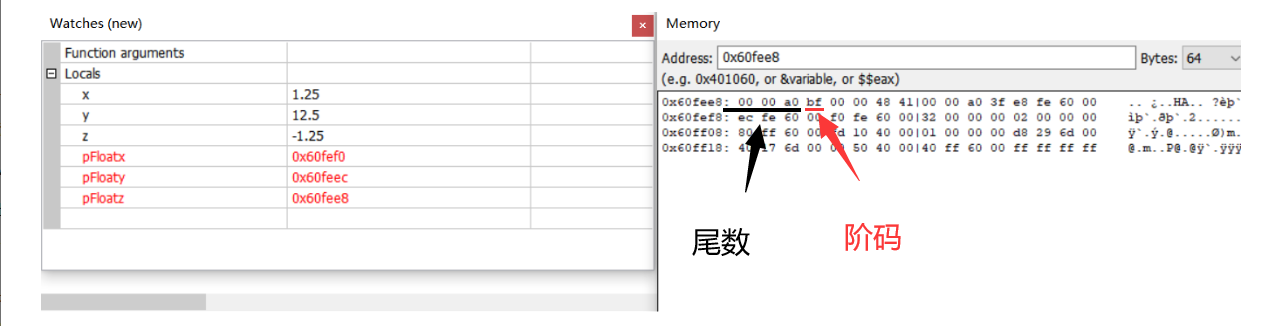 Watches (new)
×
Function arguments
Locals
x 1.25
y 12.5
z -1.25
pFloatx 0x60fef0
pFloaty 0x60feec
pFloatz 0x60fee8
Memory
Address: 0x60fee8 Bytes: 64
(e.g. 0x401060, or &variable, or $$eax)
0x60fee8: 00 00 a0 bf 00 00 48 41|00 00 a0 3f e8 fe 60 00 .. ¿..HA.. ?èþ`
0x60fef8: ec fe 60 00 f0 fe 60 00|32 00 00 00 02 00 00 00 ìþ`.ðþ`.2......
0x60ff08: 80 ff 60 00 fd 10 40 00|01 00 00 00 d8 29 6d 00 ÿ`.ý.@.....Ø)m.
0x60ff18: 40 17 6d 00 00 50 40 00|40 ff 60 00 ff ff ff ff @.m..P@.@ÿ`.ÿÿÿ
尾数
阶码